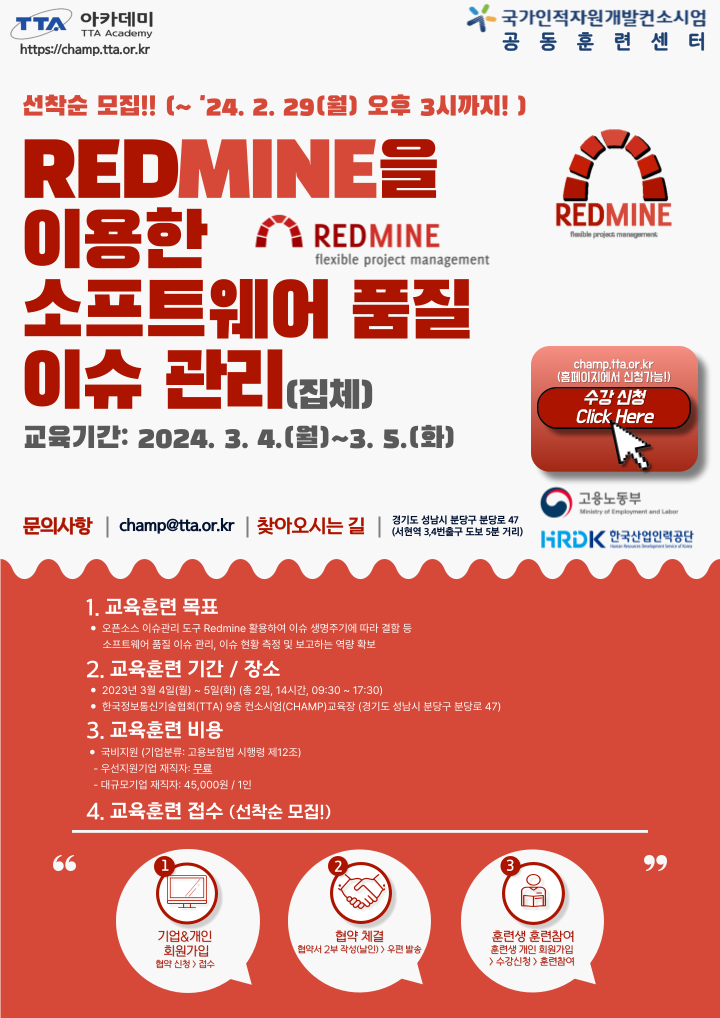 TTA 아카데미
TTA Academy
https://champ.tta.or.kr
국가인적자원개발컨소시엄
공동훈련센터
선착순 모집!! (~ '24. 2. 29(월) 오후 3시까지! )
REDMINE을
이용한
REDMINE
flexible project management
REDMINE
flexible project management
소프트웨어 품질
이슈 관리(집체)
교육기간: 2024. 3. 4.(월)~3. 5.(화)
champ.tta.or.kr
(홈페이지에서 신청가능!)
수강 신청
Click Here
고용노동부
Ministry of Employment and Labor
HRDK 한국산업인력공단
Human Resources Development Service of Korea
문의사항 | champ@tta.or.kr | 찾아오시는 길 | 경기도 성남시 분당구 분당로 47
(서현역 3,4번출구 도보 5분 거리)
1. 교육훈련 목표
• 오픈소스 이슈관리 도구 Redmine 활용하여 이슈 생명주기에 따라 결함 등
소프트웨어 품질 이슈 관리, 이슈 현황 측정 및 보고하는 역량 확보
2. 교육훈련 기간 / 장소
• 2023년 3월 4일(월) ~ 5일(화) (총 2일, 14시간, 09:30 ~ 17:30)
• 한국정보통신기술협회(TTA) 9층 컨소시엄(CHAMP)교육장 (경기도 성남시 분당구 분당로 47)
3. 교육훈련 비용
• 국비지원 (기업분류: 고용보험법 시행령 제12조)
- 우선지원기업 재직자: 무료
- 대규모기업 재직자: 45,000원 / 1인
4. 교육훈련 접수 (선착순 모집!)
“ ”
1
기업&개인
회원가입
협약 신청 > 접수
2
협약 체결
협약서 2부 작성(날인) > 우편 발송
3
훈련생 훈련참여
훈련생 개인 회원가입
> 수강신청 > 훈련참여